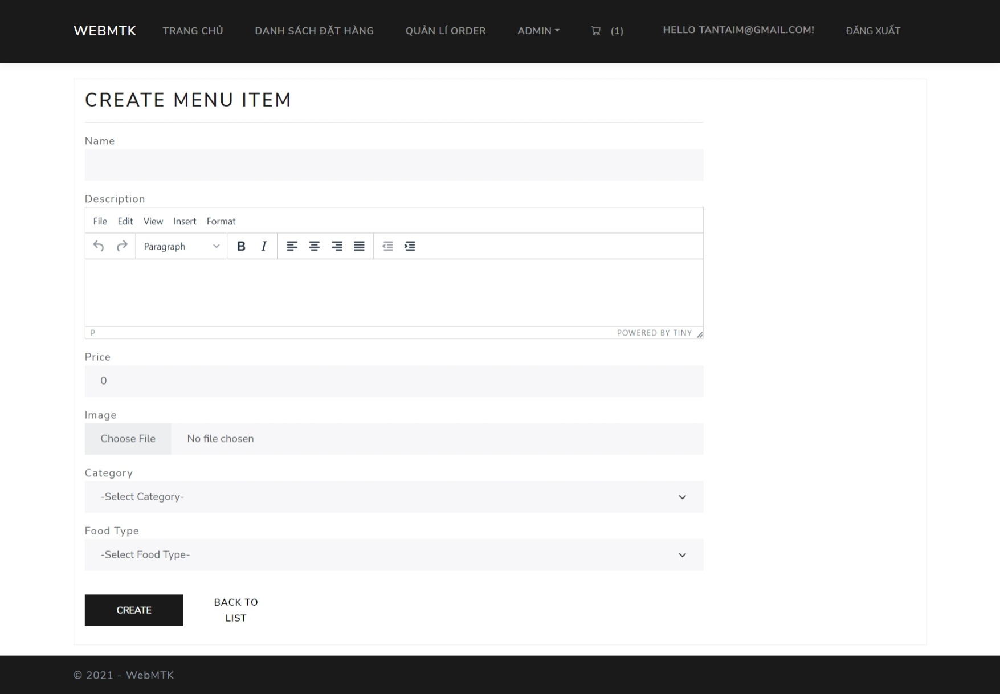 WEBMTK TRANG CHỦ DANH SÁCH ĐẶT HÀNG QUẢN LÍ ORDER ADMIN (1) HELLO TANTAIM@GMAIL.COM! ĐĂNG XUẤT
CREATE MENU ITEM
Name
Description
File Edit View Insert Format
Paragraph B I
P POWERED BY TINY
Price
0
Image
Choose File No file chosen
Category
-Select Category-
Food Type
-Select Food Type-
CREATE
BACK TO
LIST
© 2021 - WebMTK